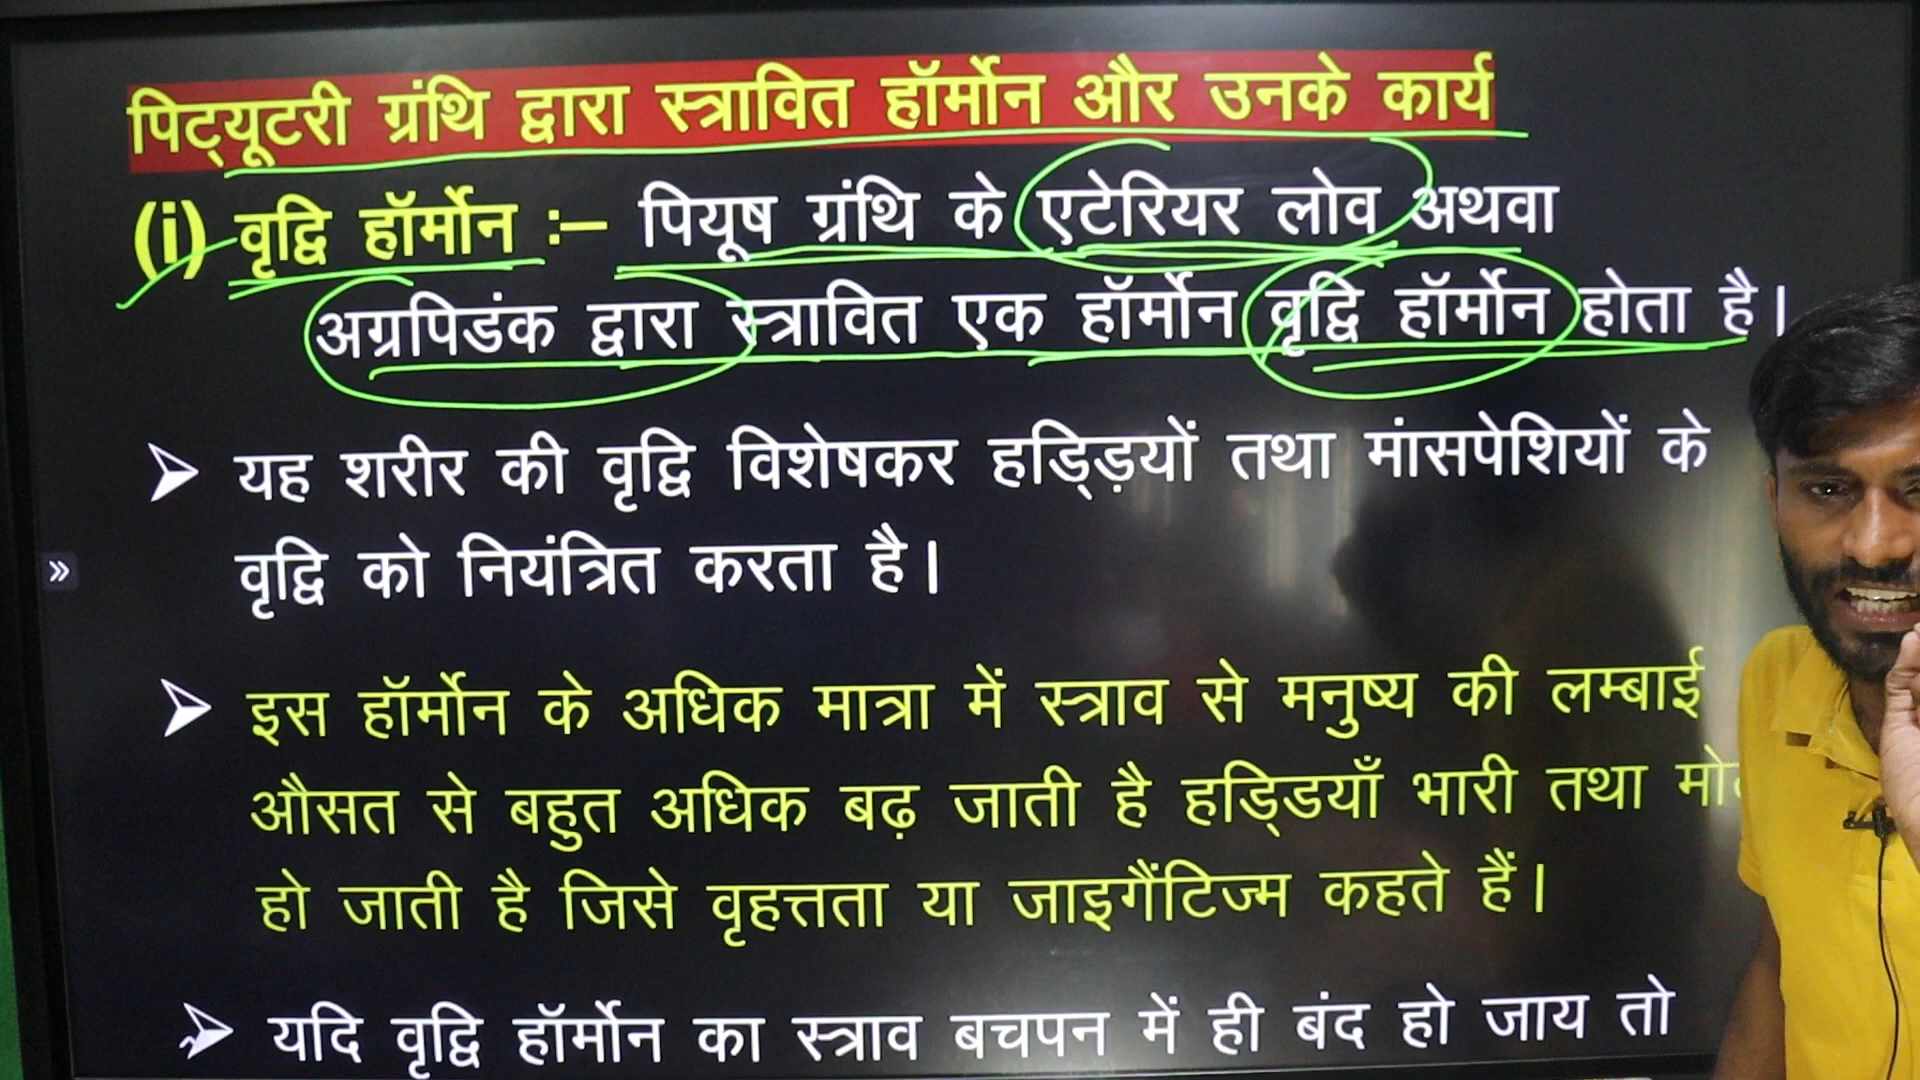 पिट्यूटरी ग्रंथि द्वारा स्त्रावित हॉर्मोन और उनके कार्य
(i) वृद्वि हॉर्मोन :– पियूष ग्रंथि के एटेरियर लोव अथवा
अग्रपिडंक द्वारा स्त्रावित एक हॉर्मोन वृद्वि हॉर्मोन होता है।
➢ यह शरीर की वृद्वि विशेषकर हड्ड़ियों तथा मांसपेशियों के
वृद्वि को नियंत्रित करता है।
➢ इस हॉर्मोन के अधिक मात्रा में स्त्राव से मनुष्य की लम्बाई
औसत से बहुत अधिक बढ़ जाती है हड्डियाँ भारी तथा
हो जाती है जिसे वृहत्तता या जाइगैंटिज्म कहते हैं।
➢ यदि वृद्वि हॉर्मोन का स्त्राव बचपन में ही बंद हो जाय तो